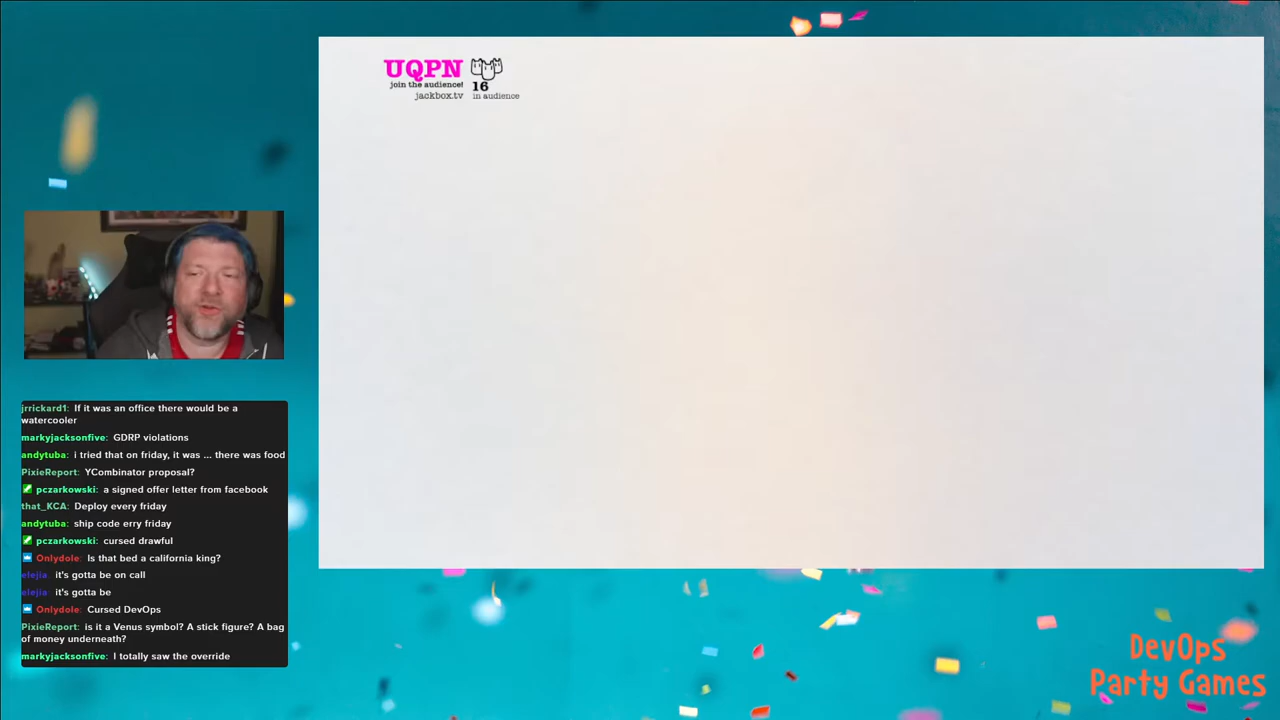 UQPN
join the audience!
jackbox.tv
16
in audience
jrrickard1: If it was an office there would be a
watercooler
markyjacksonfive: GDRP violations
andytuba: i tried that on friday, it was ... there was food
PixieReport: YCombinator proposal?
pczarkowski: a signed offer letter from facebook
that_KCA: Deploy every friday
andytuba: ship code erry friday
pczarkowski: cursed drawful
Onlydole: Is that bed a california king?
elejia: it's gotta be on call
elejia: it's gotta be
Onlydole: Cursed DevOps
PixieReport: is it a Venus symbol? A stick figure? A bag
of money underneath?
markyjacksonfive: I totally saw the override
DevOps
Party Games